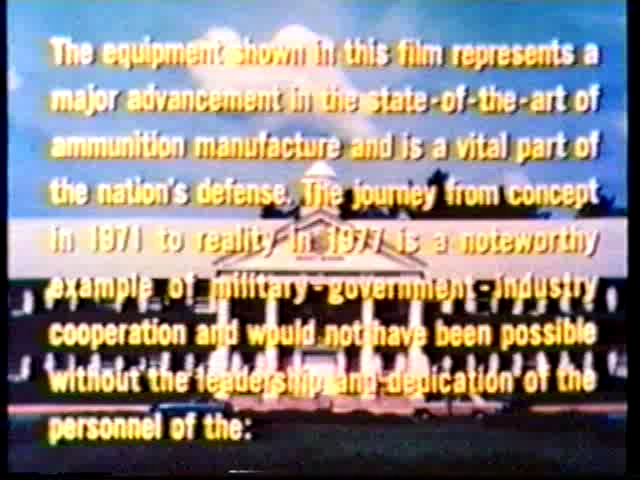 The equipment shown in this film represents a
major advancement in the state-of-the-art of
ammunition manufacture and is a vital part of
the nation's defense. The journey from concept
in 1971 to reality in 1977 is a noteworthy
example of military-government-industry
cooperation and would not have been possible
without the leadership and dedication of the
personnel of the: